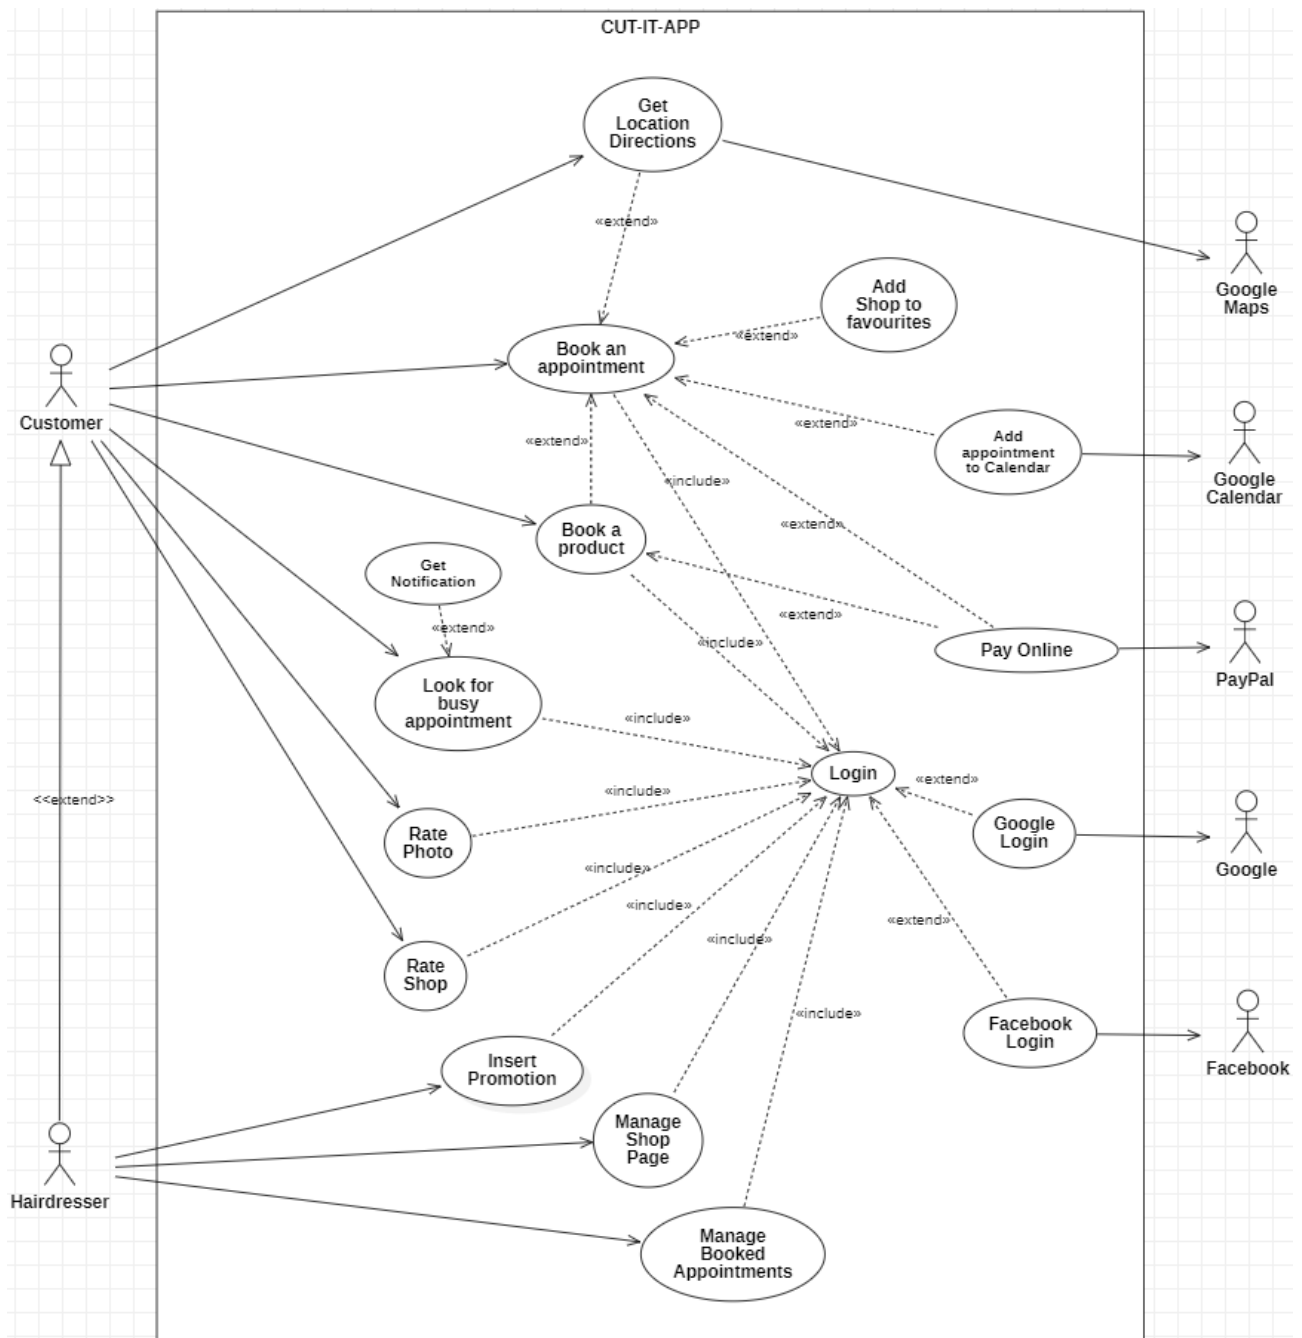 CUT-IT-APP
Get
Location
Directions
«extend»
Google
Maps
Add
Shop to
favourites
«extend»
Book an
appointment
Customer
«extend»
Add
appointment
to Calendar
«extend»
Google
Calendar
«include»
Book a
product
«extend»
Get
Notification
«extend»
«extend»
«include»
Pay Online
PayPal
Look for
busy
appointment
«include»
Login
«extend»
<<extend>>
«include»
Rate
Photo
Google
Login
Google
«include»
«include»
«extend»
«include»
Rate
Shop
«include»
Facebook
Login
Facebook
Insert
Promotion
Manage
Shop
Page
Hairdresser
Manage
Booked
Appointments